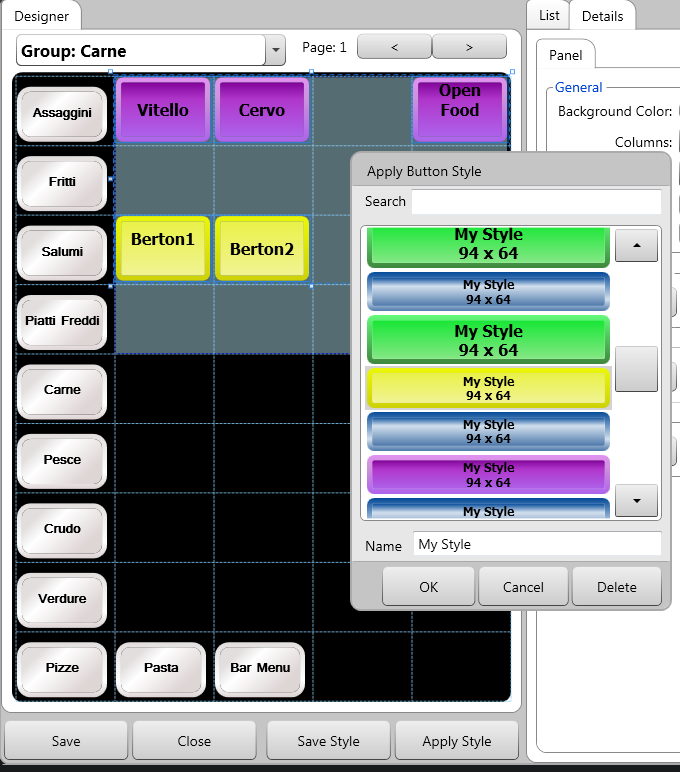 Designer
List
Details
Group: Carne
Page: 1
<
>
Panel
General
Background Color:
Columns:
Assaggini
Vitello
Cervo
Open
Food
Fritti
Salumi
Berton1
Berton2
Piatti Freddi
Carne
Pesce
Crudo
Verdure
Pizze
Pasta
Bar Menu
Apply Button Style
Search
My Style
94 x 64
My Style
94 x 64
My Style
94 x 64
My Style
94 x 64
My Style
94 x 64
My Style
94 x 64
My Style
Name
My Style
OK
Cancel
Delete
Save
Close
Save Style
Apply Style